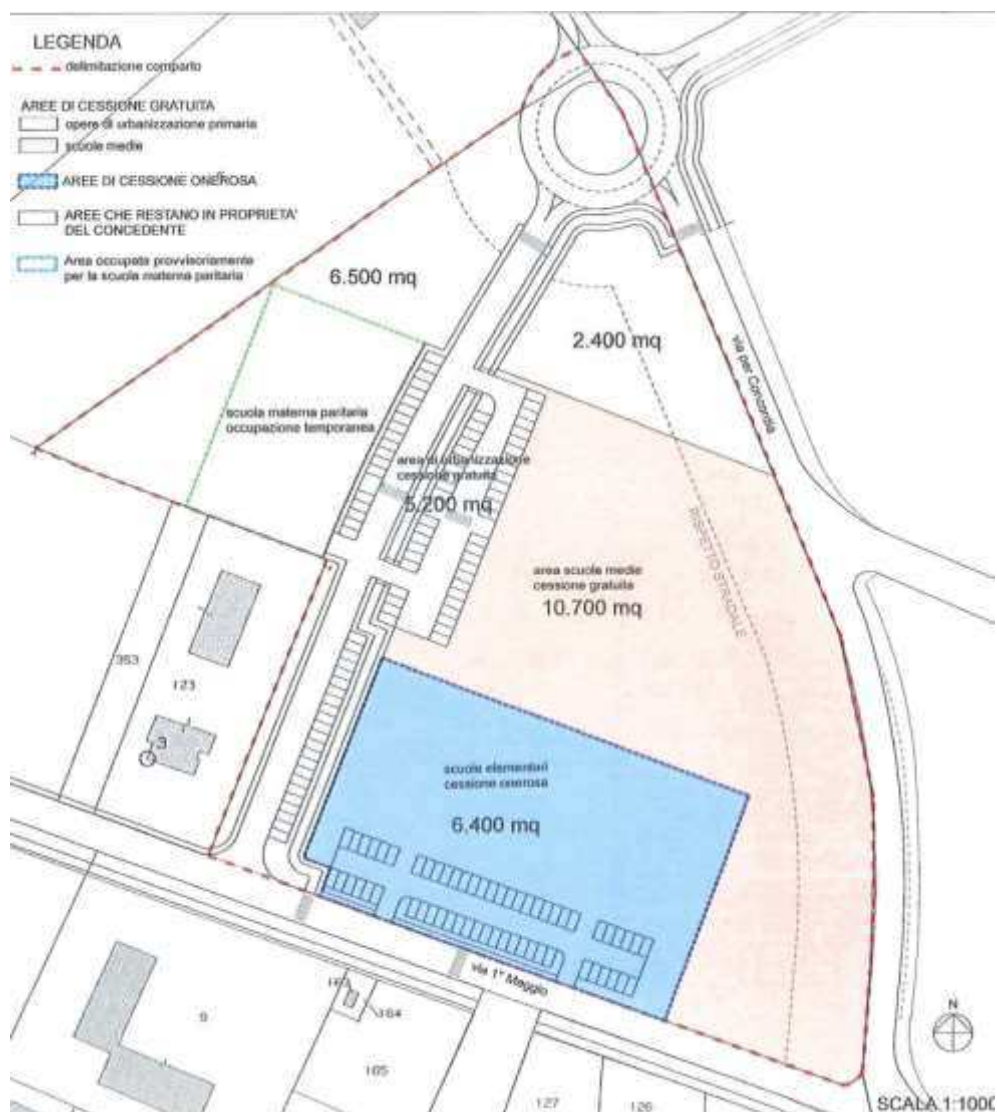 LEGENDA
delimitazione comparto
AREE DI CESSIONE GRATUITA
opere di urbanizzazione primaria
scuole medie
AREE DI CESSIONE ONEROSA
AREE CHE RESTANO IN PROPRIETA'
DEL CONCEDENTE
Area occupata provvisoriamente
per la scuola materna paritaria
6.500 mq
2.400 mq
via per Concordia
scuola materna paritaria
occupazione temporanea
area di urbanizzazione
cessione gratuita
5.200 mq
area scuole medie
cessione gratuita
10.700 mq
RISPETTO STRADALE
353
123
3
scuole elementari
cessione onerosa
6.400 mq
via 1° Maggio
9
364
165
127
126
N
SCALA 1:1000